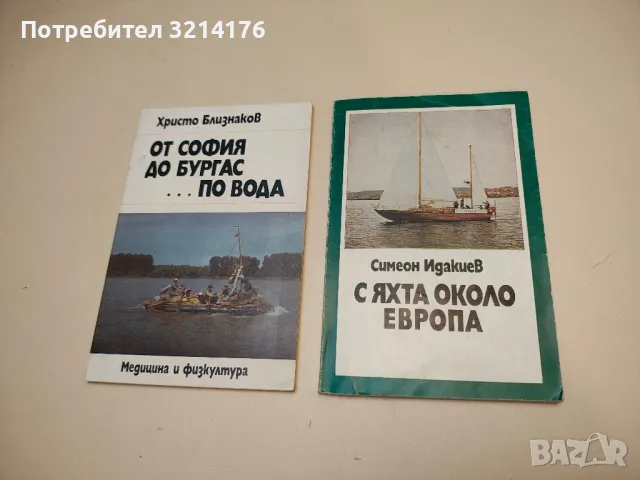 Потребител 3214176
Христо Близнаков
ОТ СОФИЯ
ДО БУРГАС
...ПО ВОДА
Медицина и физкултура
Симеон Идакиев
С ЯХТА ОКОЛО
ЕВРОПА
BAZAR